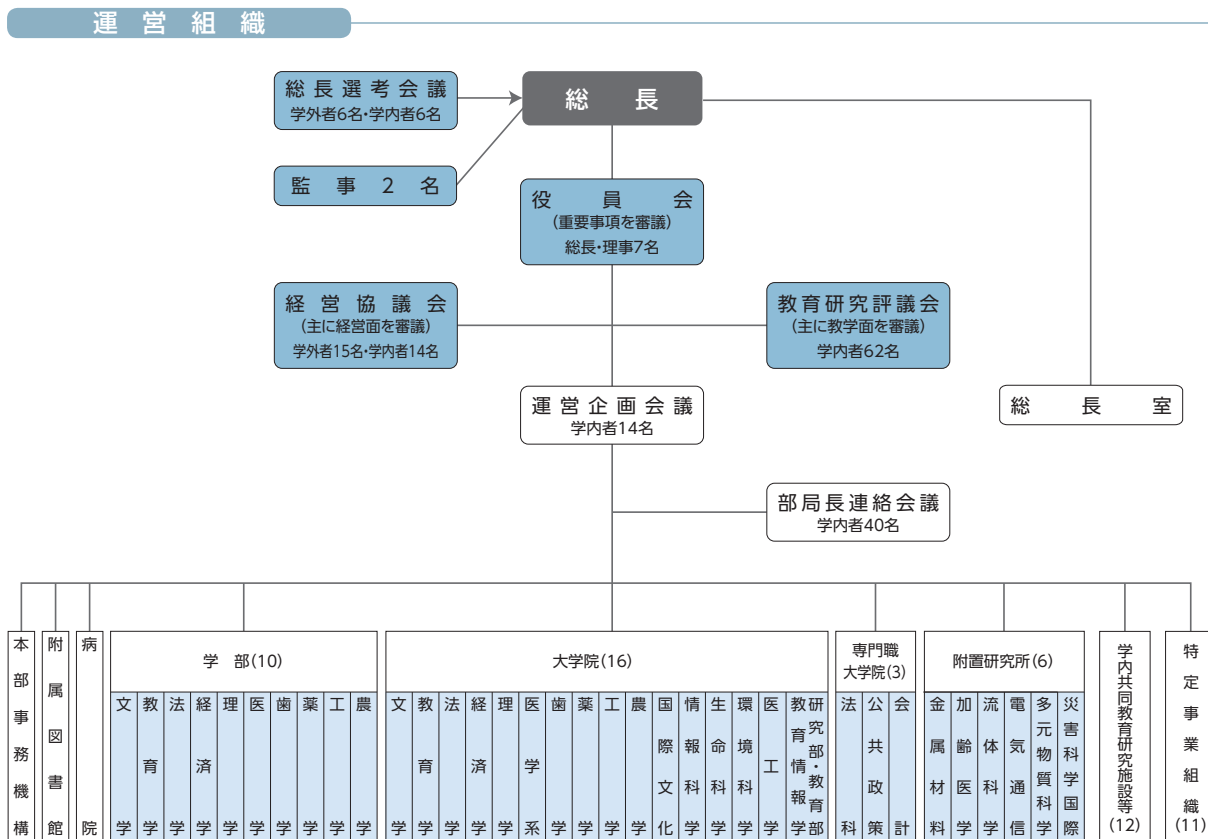 運営組織
総長選考会議
学外者6名・学内者6名
総長
監事2名
役員会
(重要事項を審議)
総長・理事7名
経営協議会
(主に経営面を審議)
学外者15名・学内者14名
教育研究評議会
(主に教学面を審議)
学内者62名
運営企画会議
学内者14名
総長室
部局長連絡会議
学内者40名
本部事務機構
附属図書館
病院
学部(10)
文学
教育学
法学
経済学
理学
医学
歯学
薬学
工学
農学
大学院(16)
文学
教育学
法学
経済学
理学
医学系
歯学
薬学
工学
農学
国際文化
情報科学
生命科学
環境科学
医工学
教育情報学
研究部・教育部
専門職
大学院(3)
法科
公共政策
会計
附置研究所(6)
金属材料
加齢医学
流体科学
電気通信
多元物質科学
災害科学国際
学内共同教育研究施設等
(12)
特定事業組織
(11)